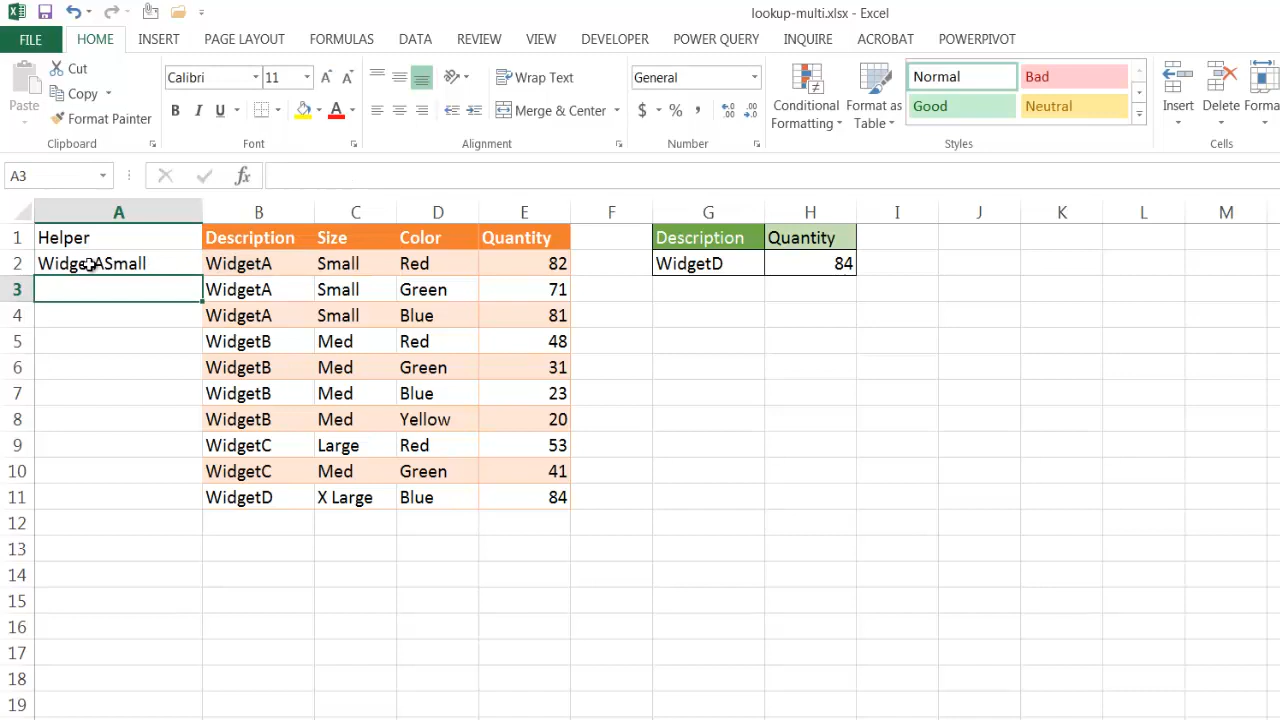 lookup-multi.xlsx - Excel
FILE HOME INSERT PAGE LAYOUT FORMULAS DATA REVIEW VIEW DEVELOPER POWER QUERY INQUIRE ACROBAT POWERPIVOT
Paste
Cut
Copy
Format Painter
Clipboard
Calibri 11
B I U
Font
Wrap Text
Merge & Center
Alignment
General
$ % ,
Number
Conditional Formatting
Format as Table
Normal Bad
Good Neutral
Styles
Insert Delete Forma
Cells
A3 fx
A B C D E F G H I J K L M
1 Helper Description Size Color Quantity Description Quantity
2 WidgetASmall WidgetA Small Red 82 WidgetD 84
3 WidgetA Small Green 71
4 WidgetA Small Blue 81
5 WidgetB Med Red 48
6 WidgetB Med Green 31
7 WidgetB Med Blue 23
8 WidgetB Med Yellow 20
9 WidgetC Large Red 53
10 WidgetC Med Green 41
11 WidgetD X Large Blue 84
12
13
14
15
16
17
18
19